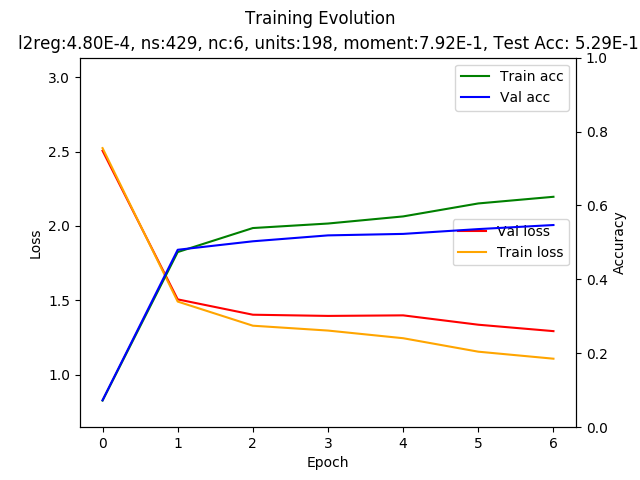 Training Evolution
l2reg:4.80E-4, ns:429, nc:6, units:198, moment:7.92E-1, Test Acc: 5.29E-1
Train acc
Val acc
Val loss
Train loss
Loss
3.0
2.5
2.0
1.5
1.0
Accuracy
1.0
0.8
0.6
0.4
0.2
0.0
0 1 2 3 4 5 6
Epoch